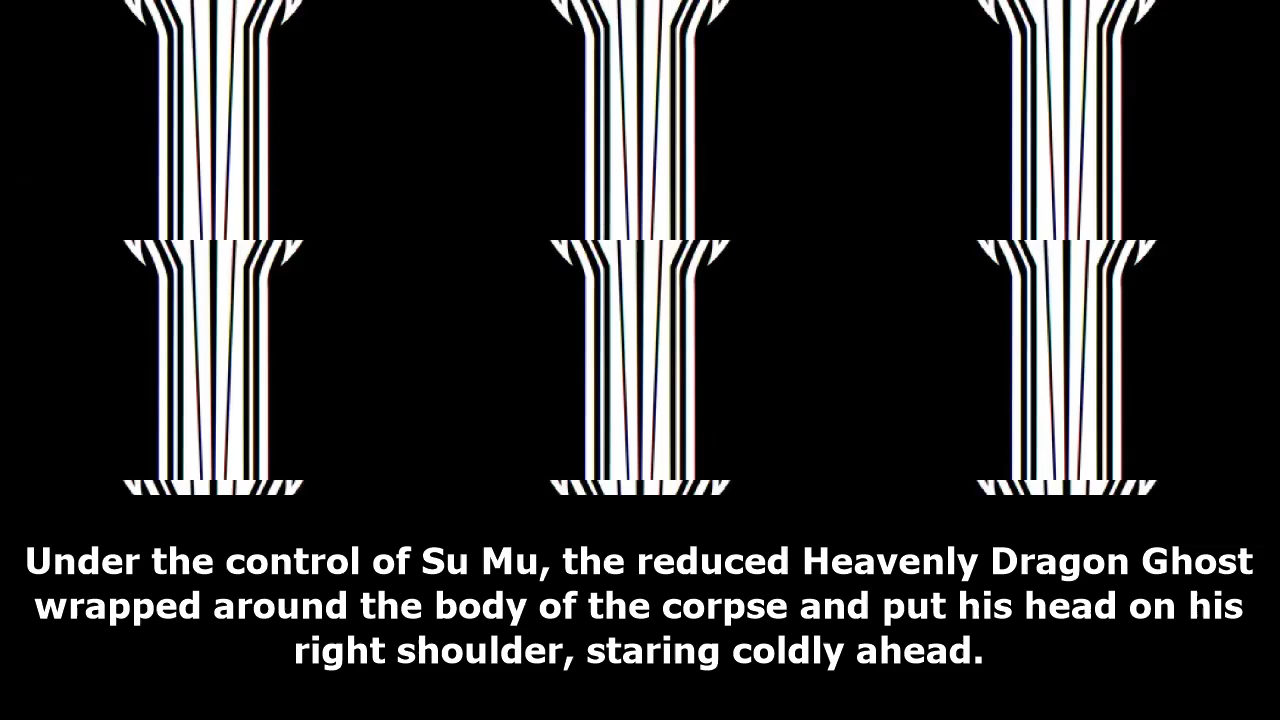 Under the control of Su Mu, the reduced Heavenly Dragon Ghost
wrapped around the body of the corpse and put his head on his
right shoulder, staring coldly ahead.